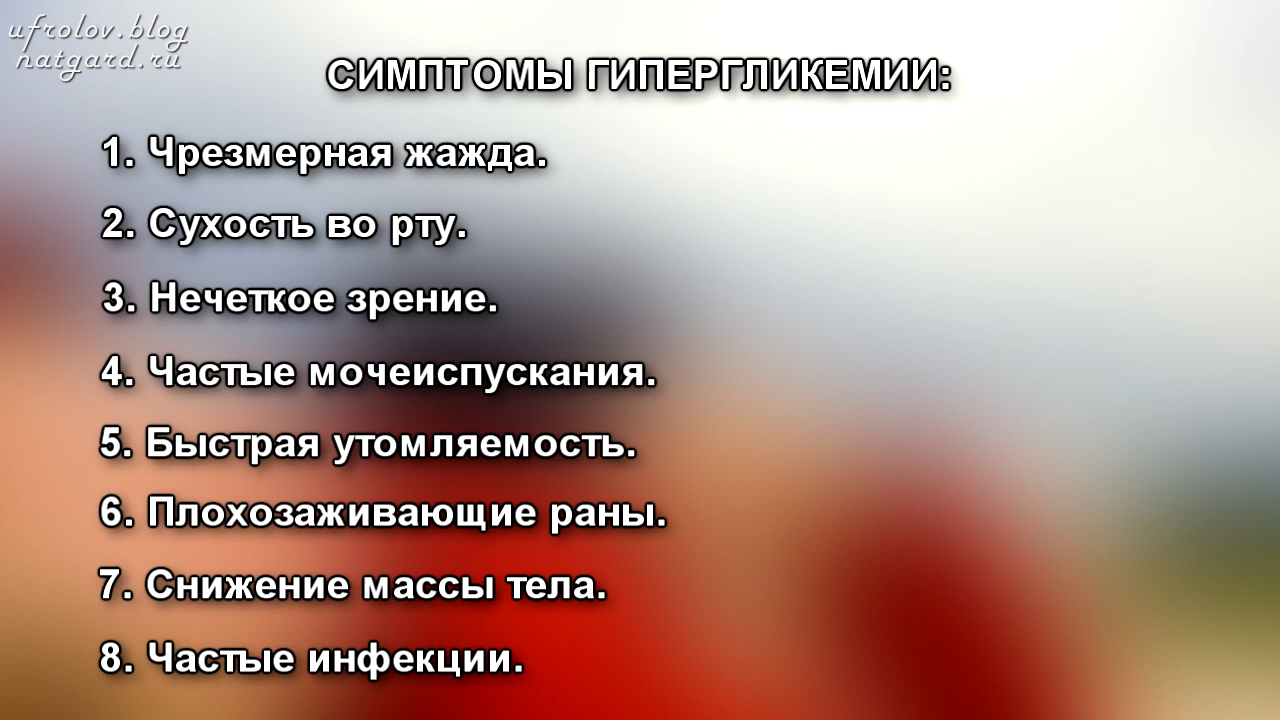 ufrolov.blog
natgard.ru
СИМПТОМЫ ГИПЕРГЛИКЕМИИ:
1. Чрезмерная жажда.
2. Сухость во рту.
3. Нечеткое зрение.
4. Частые мочеиспускания.
5. Быстрая утомляемость.
6. Плохозаживающие раны.
7. Снижение массы тела.
8. Частые инфекции.